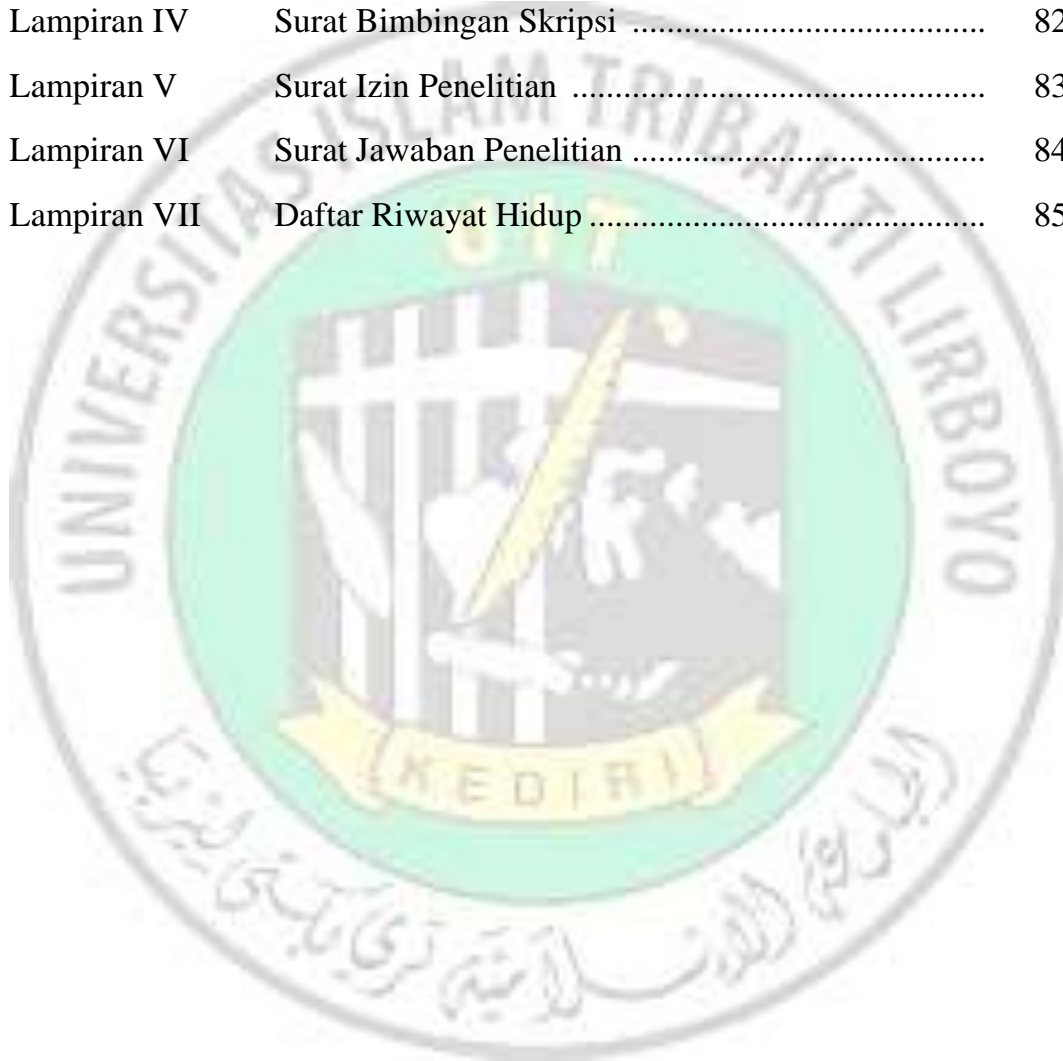 Lampiran IV Surat Bimbingan Skripsi ........................................ 82
Lampiran V Surat Izin Penelitian ............................................... 83
Lampiran VI Surat Jawaban Penelitian ........................................ 84
Lampiran VII Daftar Riwayat Hidup ............................................. 85
UNIVERSITAS ISLAM TRIBAKTI LIRBOYO
UIT
KEDIRI